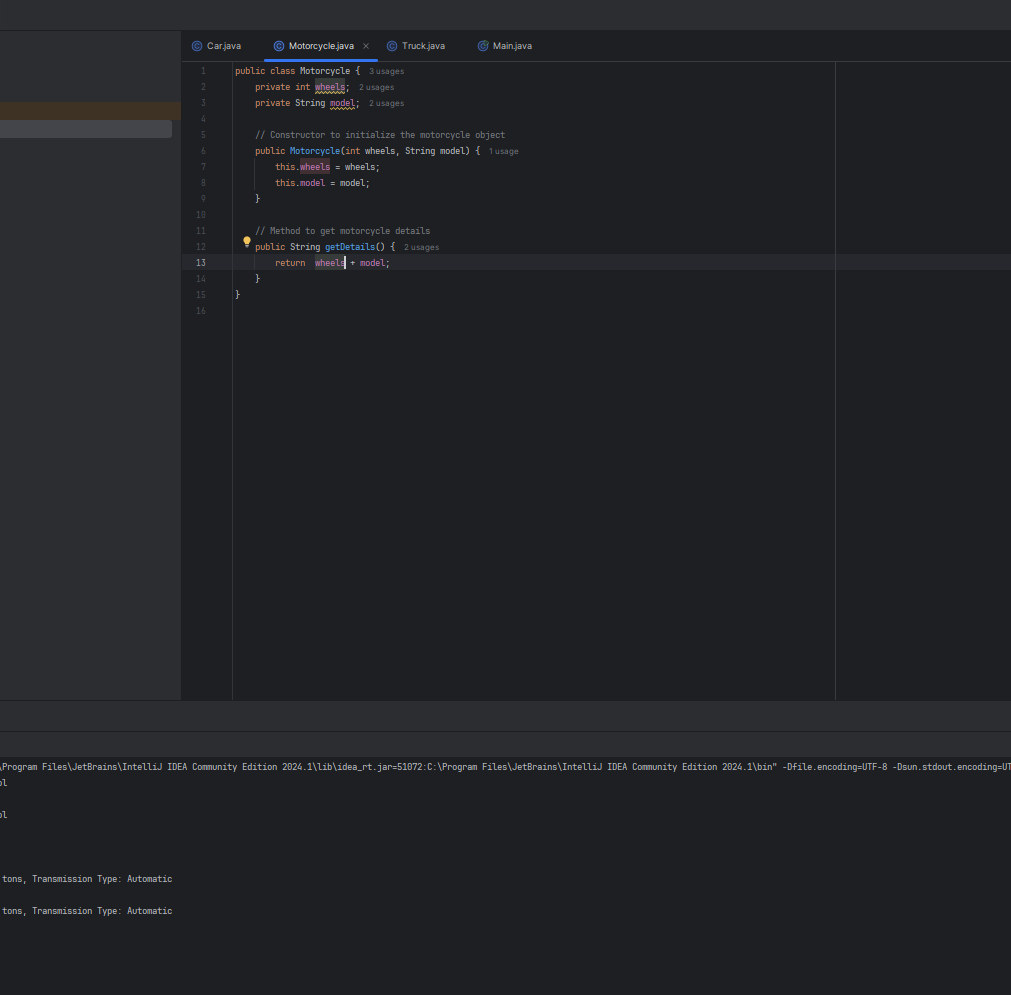 Car.java Motorcycle.java Truck.java Main.java
1 public class Motorcycle { 3 usages
2 private int wheels; 2 usages
3 private String model; 2 usages
4
5 // Constructor to initialize the motorcycle object
6 public Motorcycle(int wheels, String model) { 1 usage
7 this.wheels = wheels;
8 this.model = model;
9 }
10
11 // Method to get motorcycle details
12 public String getDetails() { 2 usages
13 return wheels + model;
14 }
15 }
16
\Program Files\JetBrains\IntelliJ IDEA Community Edition 2024.1\lib\idea_rt.jar=51072:C:\Program Files\JetBrains\IntelliJ IDEA Community Edition 2024.1\bin" -Dfile.encoding=UTF-8 -Dsun.stdout.encoding=UT
ol
ol
tons, Transmission Type: Automatic
tons, Transmission Type: Automatic